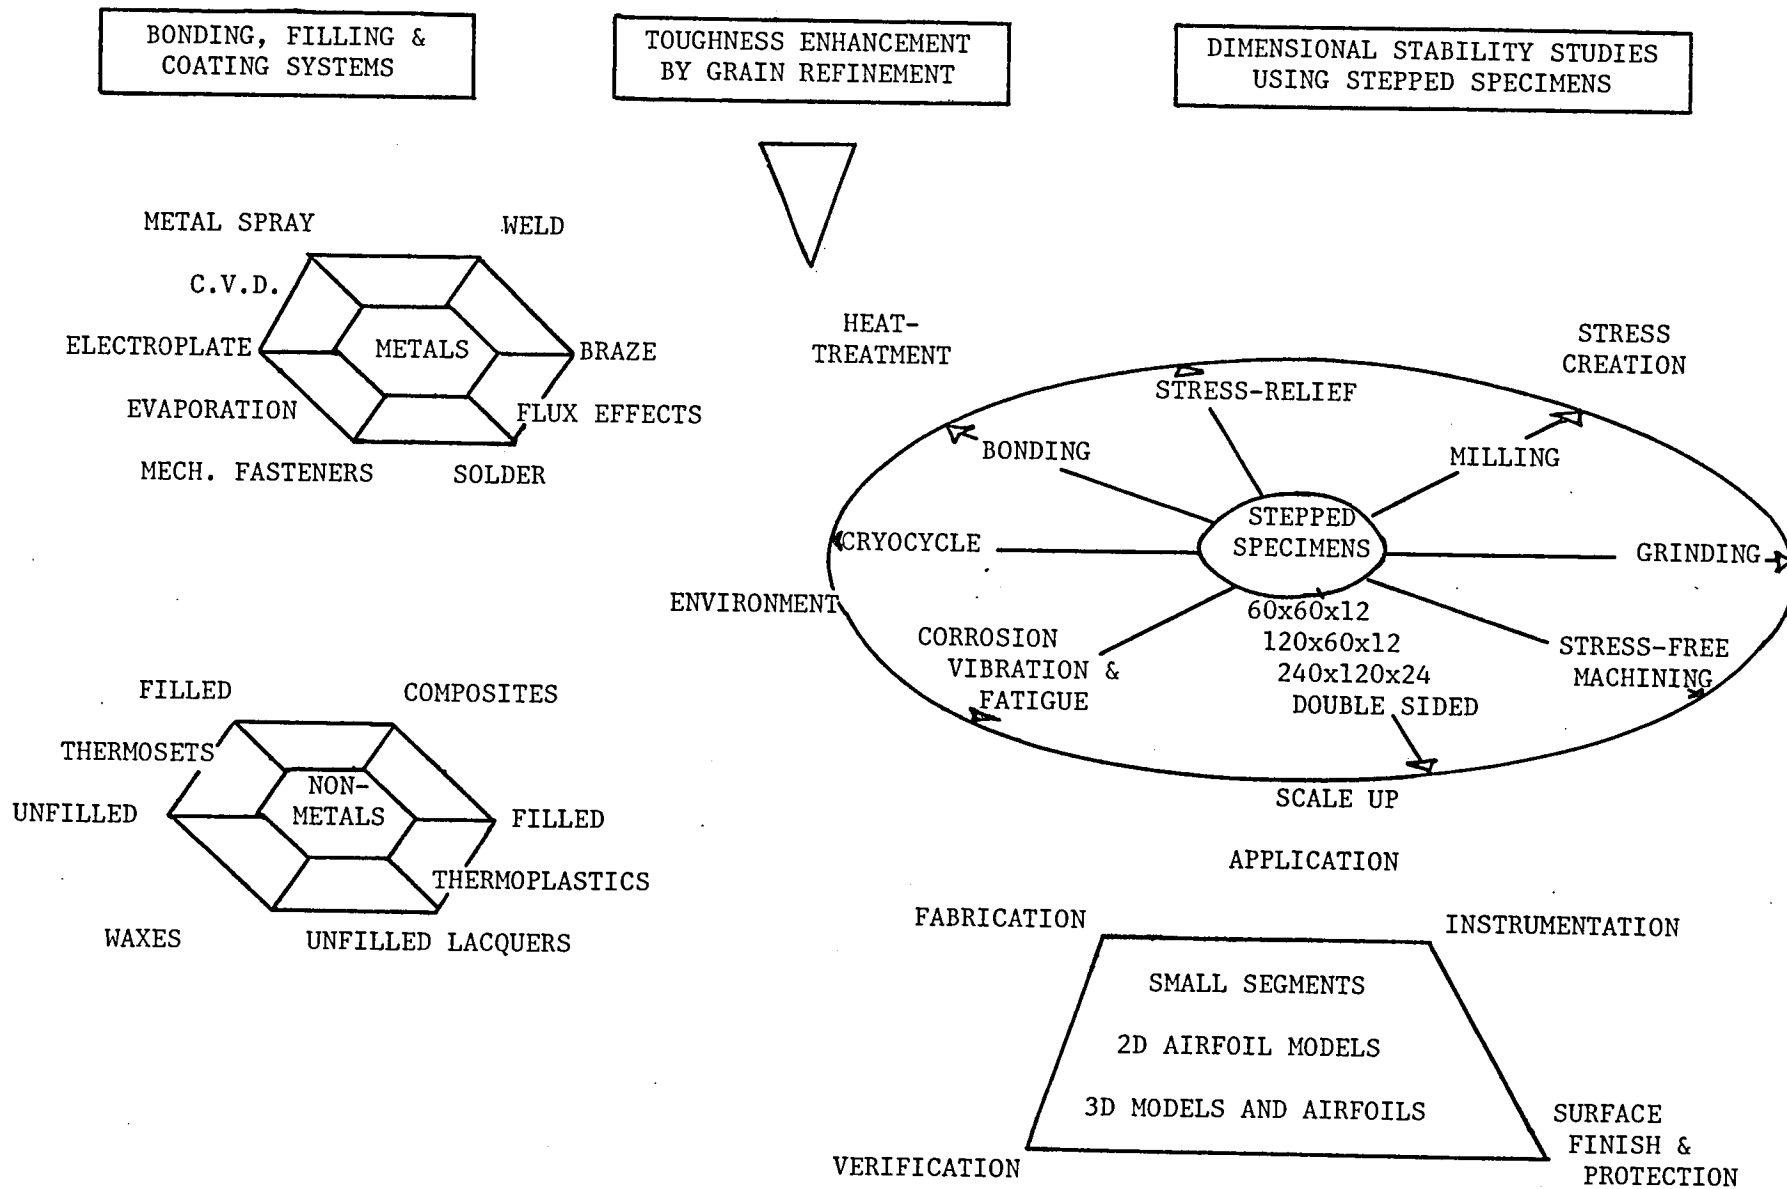 BONDING, FILLING &
COATING SYSTEMS
TOUGHNESS ENHANCEMENT
BY GRAIN REFINEMENT
DIMENSIONAL STABILITY STUDIES
USING STEPPED SPECIMENS
METAL SPRAY
WELD
C.V.D.
ELECTROPLATE
METALS
BRAZE
EVAPORATION
FLUX EFFECTS
MECH. FASTENERS
SOLDER
HEAT-
TREATMENT
STRESS
CREATION
STRESS-RELIEF
BONDING
MILLING
STEPPED
SPECIMENS
CRYOCYCLE
GRINDING
ENVIRONMENT
60x60x12
120x60x12
240x120x24
DOUBLE SIDED
CORROSION
VIBRATION &
FATIGUE
STRESS-FREE
MACHINING
SCALE UP
FILLED
COMPOSITES
THERMOSETS
NON-
METALS
UNFILLED
FILLED
THERMOPLASTICS
WAXES
UNFILLED LACQUERS
APPLICATION
FABRICATION
INSTRUMENTATION
SMALL SEGMENTS
2D AIRFOIL MODELS
3D MODELS AND AIRFOILS
VERIFICATION
SURFACE
FINISH &
PROTECTION